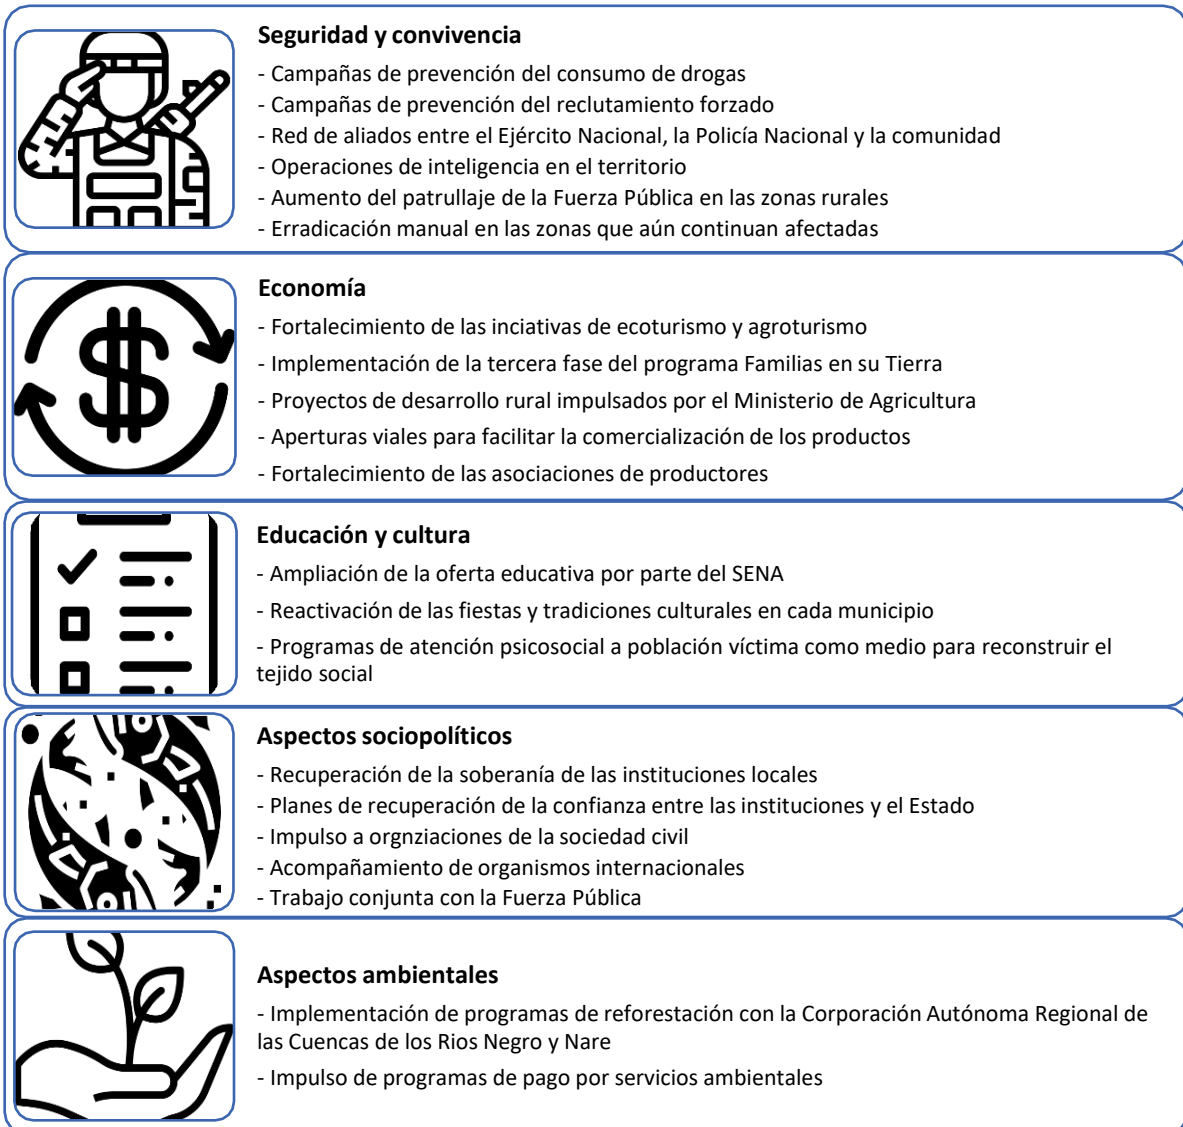 Seguridad y convivencia
- Campañas de prevención del consumo de drogas
- Campañas de prevención del reclutamiento forzado
- Red de aliados entre el Ejército Nacional, la Policía Nacional y la comunidad
- Operaciones de inteligencia en el territorio
- Aumento del patrullaje de la Fuerza Pública en las zonas rurales
- Erradicación manual en las zonas que aún continuan afectadas
Economía
- Fortalecimiento de las inciativas de ecoturismo y agroturismo
- Implementación de la tercera fase del programa Familias en su Tierra
- Proyectos de desarrollo rural impulsados por el Ministerio de Agricultura
- Aperturas viales para facilitar la comercialización de los productos
- Fortalecimiento de las asociaciones de productores
Educación y cultura
- Ampliación de la oferta educativa por parte del SENA
- Reactivación de las fiestas y tradiciones culturales en cada municipio
- Programas de atención psicosocial a población víctima como medio para reconstruir el
tejido social
Aspectos sociopolíticos
- Recuperación de la soberanía de las instituciones locales
- Planes de recuperación de la confianza entre las instituciones y el Estado
- Impulso a orgnziaciones de la sociedad civil
- Acompañamiento de organismos internacionales
- Trabajo conjunta con la Fuerza Pública
Aspectos ambientales
- Implementación de programas de reforestación con la Corporación Autónoma Regional de
las Cuencas de los Rios Negro y Nare
- Impulso de programas de pago por servicios ambientales